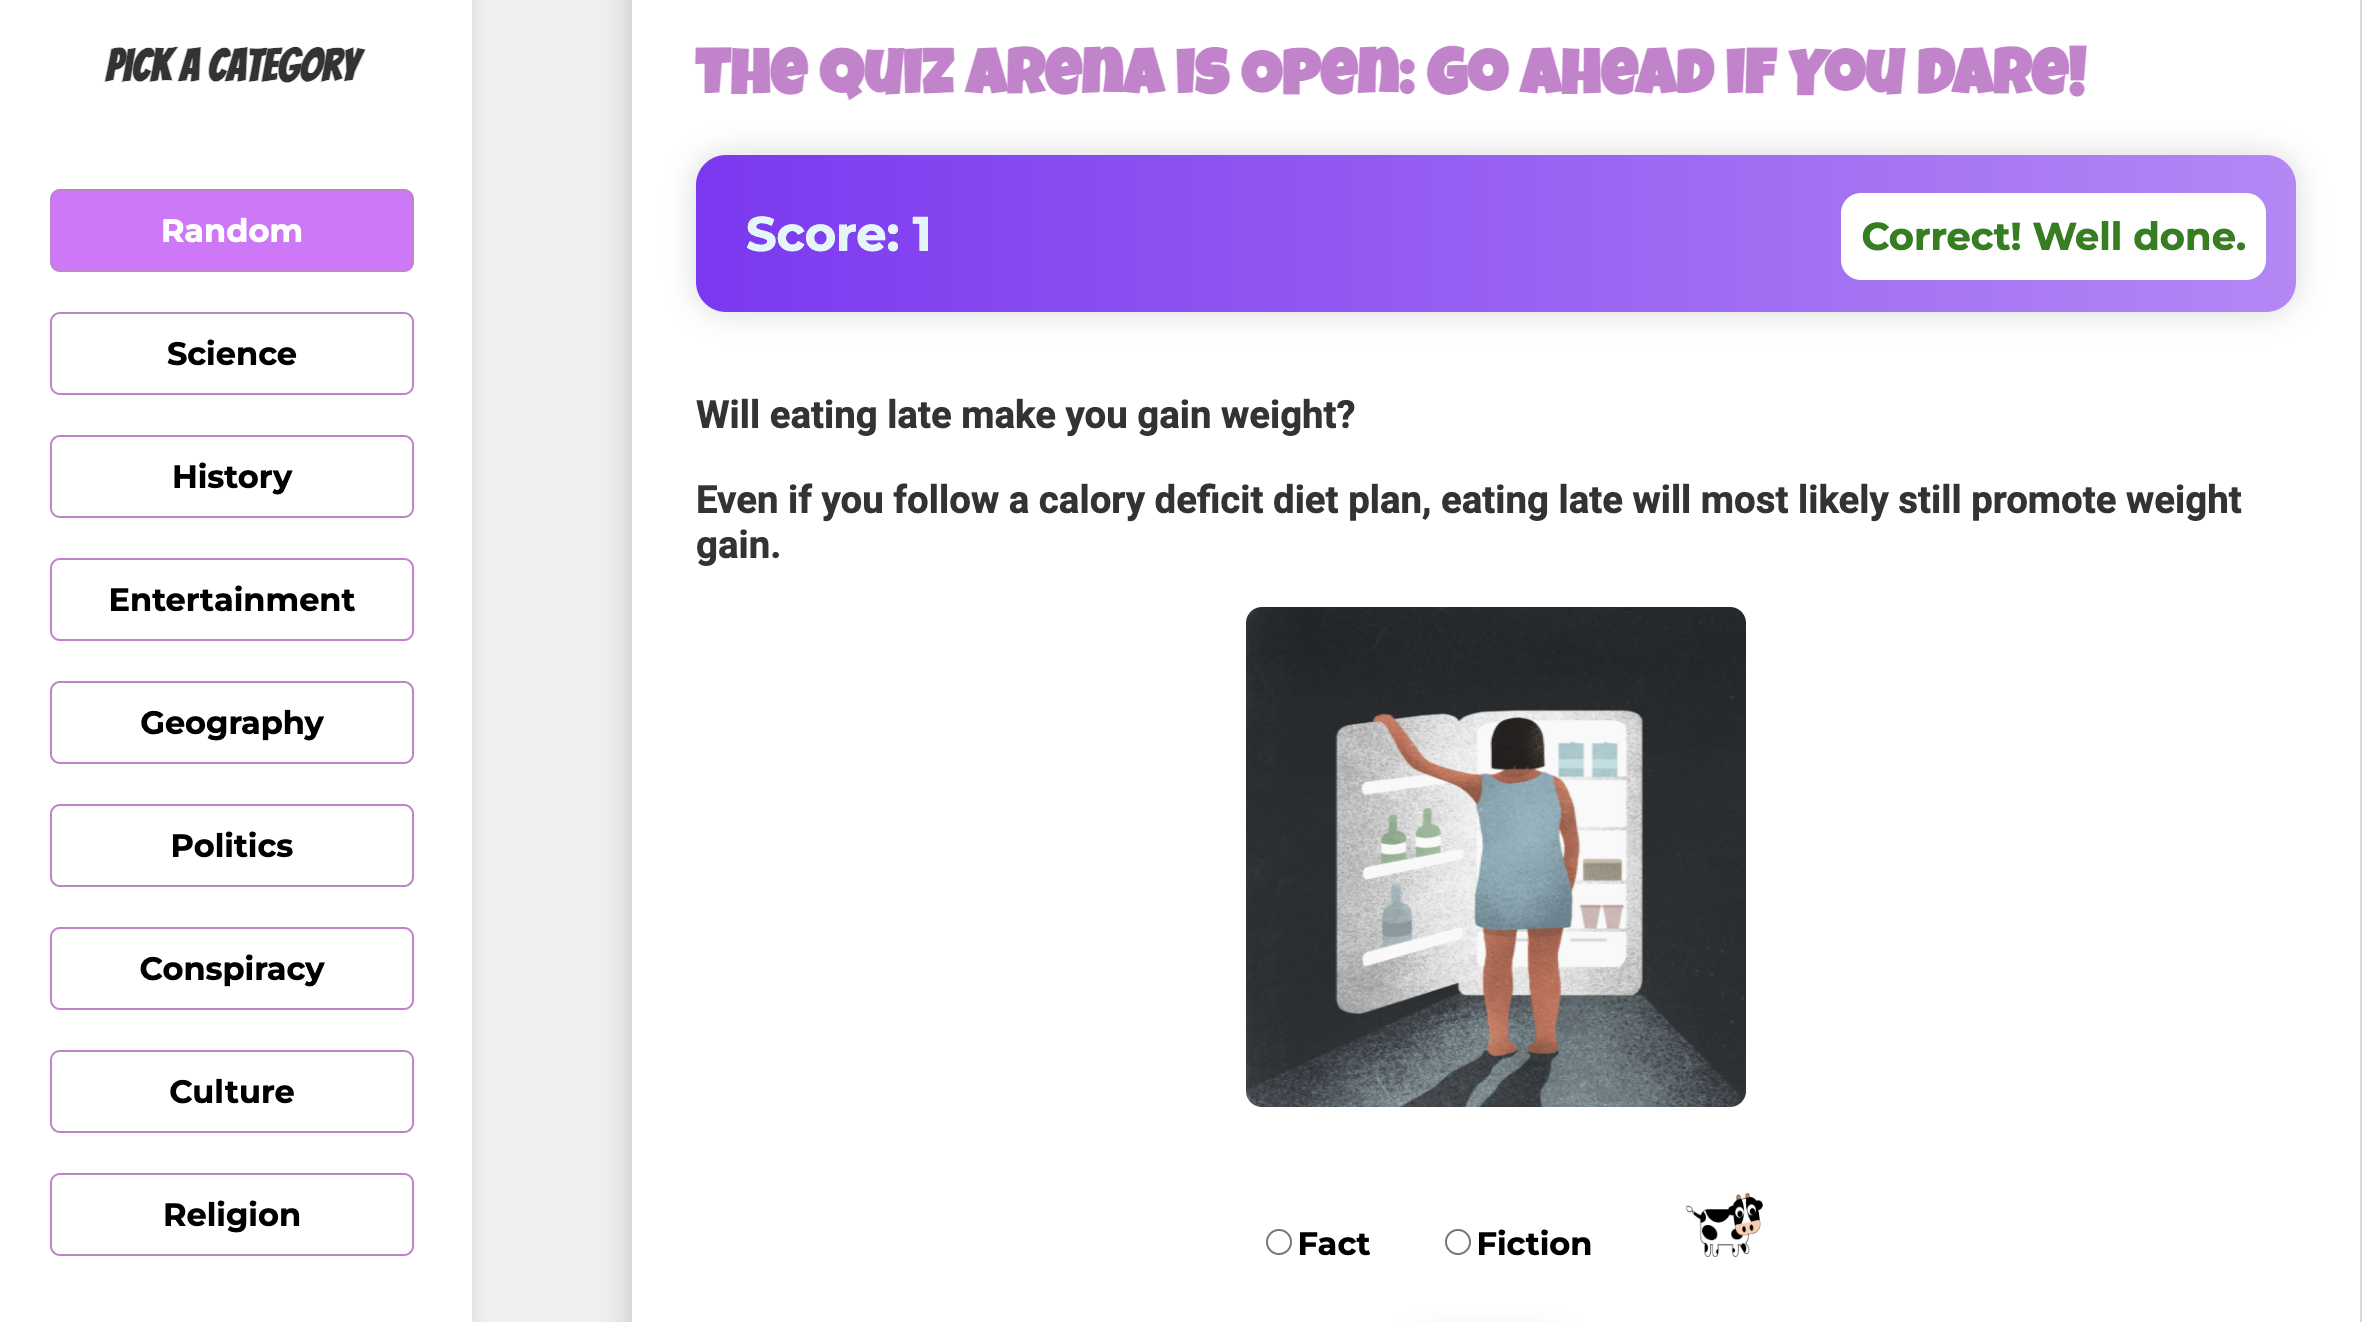 PICK A CATEGORY
Random
Science
History
Entertainment
Geography
Politics
Conspiracy
Culture
Religion
The Quiz Arena is open: Go ahead if you dare!
Score: 1
Correct! Well done.
Will eating late make you gain weight?
Even if you follow a calory deficit diet plan, eating late will most likely still promote weight
gain.
Fact
Fiction